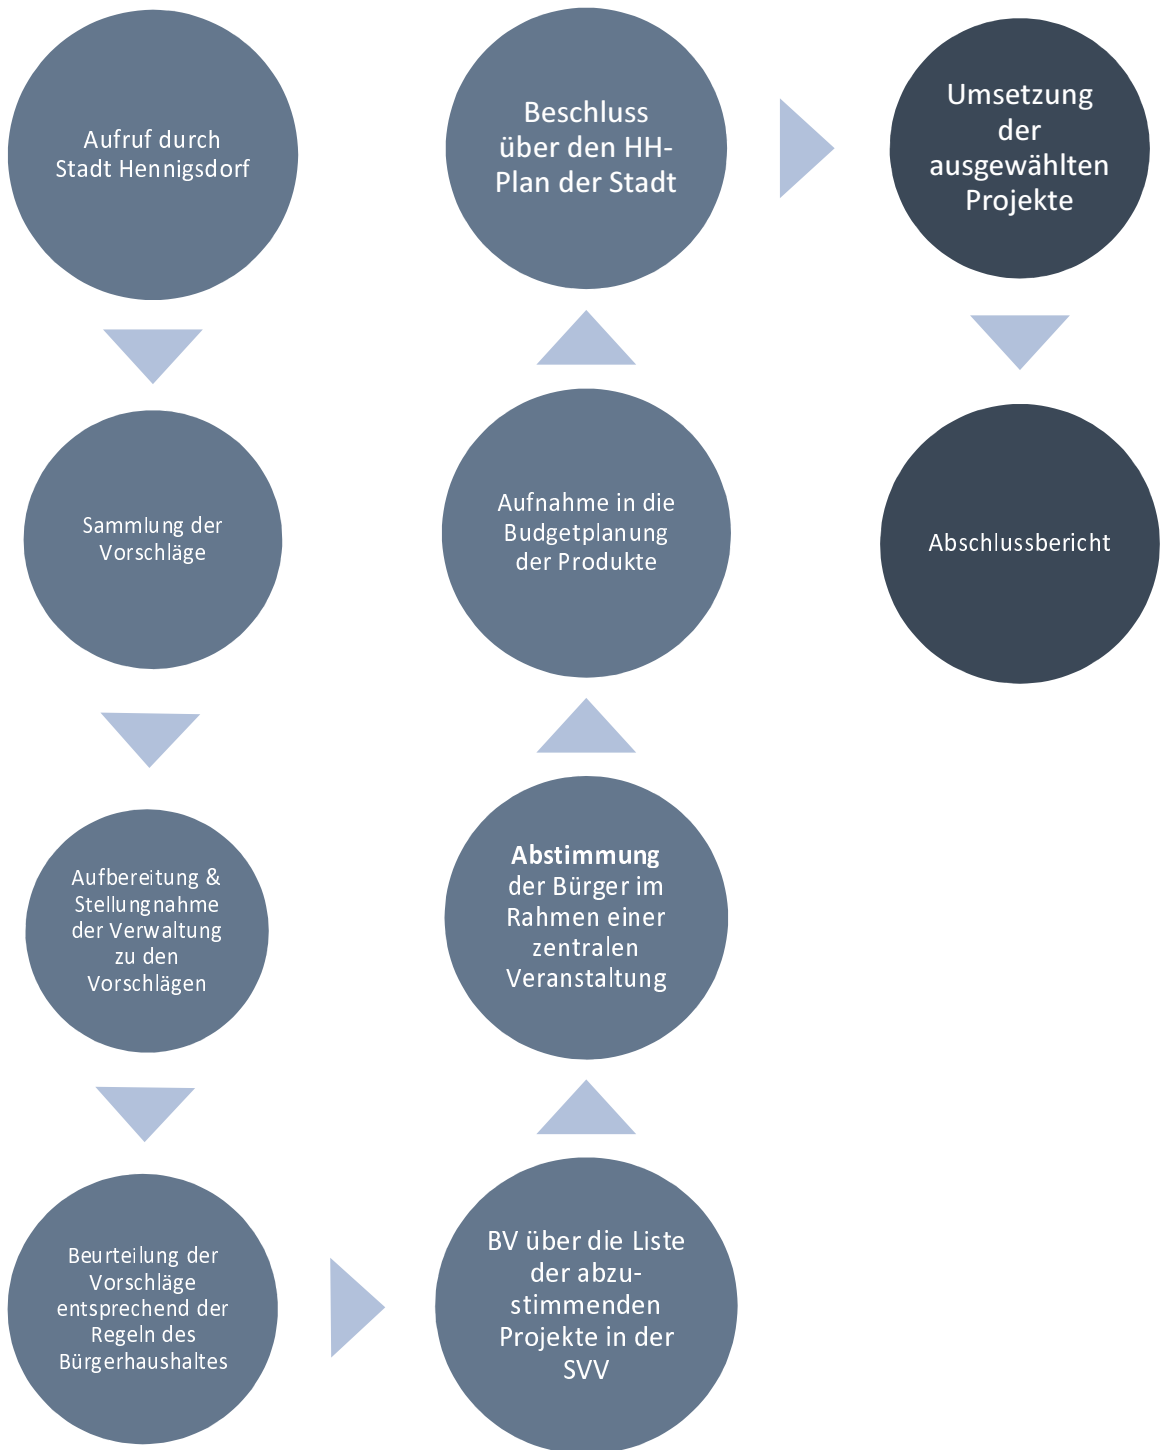 Aufruf durch
Stadt Hennigsdorf
Sammlung der
Vorschläge
Aufbereitung &
Stellungnahme
der Verwaltung
zu den
Vorschlägen
Beurteilung der
Vorschläge
entsprechend der
Regeln des
Bürgerhaushaltes
BV über die Liste
der abzu-
stimmenden
Projekte in der
SVV
Abstimmung
der Bürger im
Rahmen einer
zentralen
Veranstaltung
Aufnahme in die
Budgetplanung
der Produkte
Beschluss
über den HH-
Plan der Stadt
Umsetzung
der
ausgewählten
Projekte
Abschlussbericht